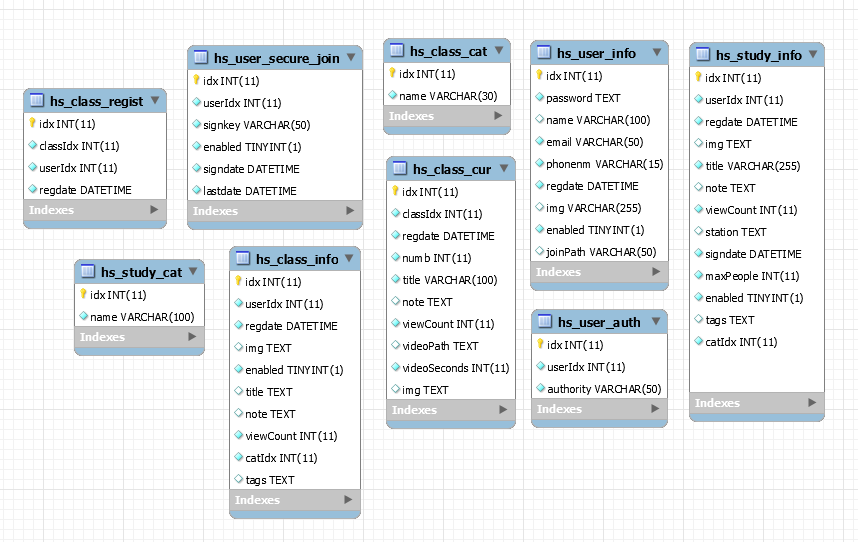 hs_class_regist
idx INT(11)
classIdx INT(11)
userIdx INT(11)
regdate DATETIME
Indexes
hs_user_secure_join
idx INT(11)
userIdx INT(11)
signkey VARCHAR(50)
enabled TINYINT(1)
signdate DATETIME
lastdate DATETIME
Indexes
hs_class_cat
idx INT(11)
name VARCHAR(30)
Indexes
hs_user_info
idx INT(11)
password TEXT
name VARCHAR(100)
email VARCHAR(50)
phonenm VARCHAR(15)
regdate DATETIME
img VARCHAR(255)
enabled TINYINT(1)
joinPath VARCHAR(50)
Indexes
hs_study_info
idx INT(11)
userIdx INT(11)
regdate DATETIME
img TEXT
title VARCHAR(255)
note TEXT
viewCount INT(11)
station TEXT
signdate DATETIME
maxPeople INT(11)
enabled TINYINT(1)
tags TEXT
catIdx INT(11)
Indexes
hs_study_cat
idx INT(11)
name VARCHAR(100)
Indexes
hs_class_info
idx INT(11)
userIdx INT(11)
regdate DATETIME
img TEXT
enabled TINYINT(1)
title TEXT
note TEXT
viewCount INT(11)
catIdx INT(11)
tags TEXT
Indexes
hs_class_cur
idx INT(11)
classIdx INT(11)
regdate DATETIME
numb INT(11)
title VARCHAR(100)
note TEXT
viewCount INT(11)
videoPath TEXT
videoSeconds INT(11)
img TEXT
Indexes
hs_user_auth
idx INT(11)
userIdx INT(11)
authority VARCHAR(50)
Indexes